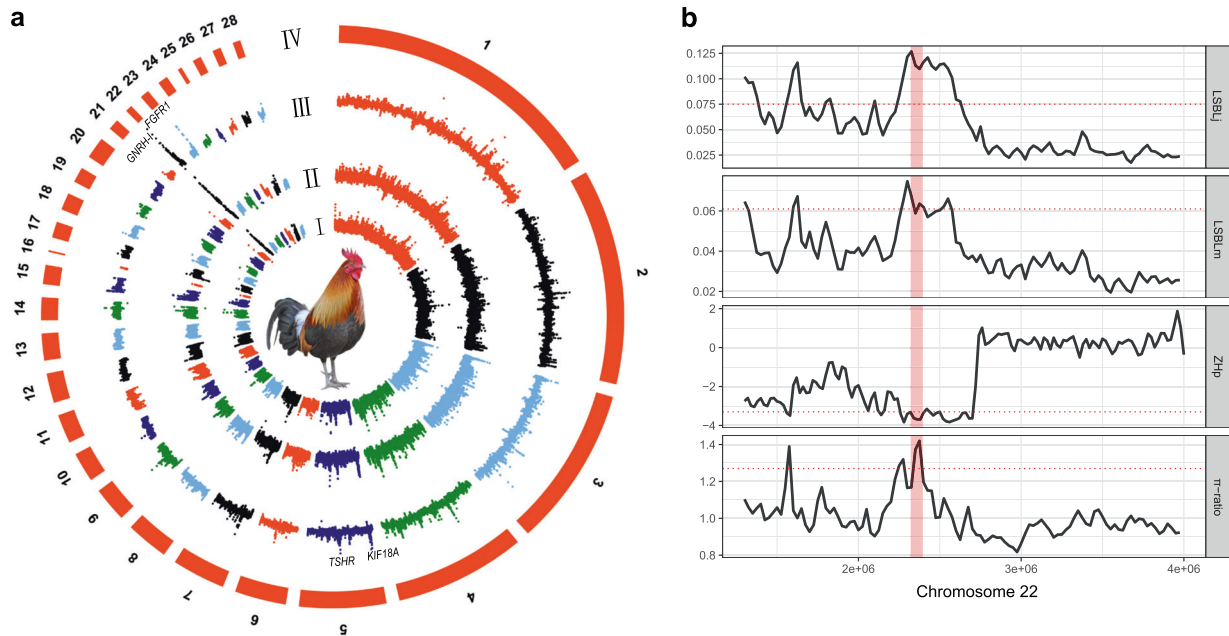 a
IV
III
II
I
1
2
3
4
5
6
7
8
9
10
11
12
13
14
15
16
17
18
19
20
21
22
23
24
25
26
27
28
FGFR1
GNRH-I
TSHR
KIF18A
b
0.125
0.100
0.075
0.050
0.025
LSBLj
0.06
0.04
0.02
LSBLm
2
0
−2
−4
ZHp
1.4
1.2
1.0
0.8
π−ratio
2e+06
3e+06
4e+06
Chromosome 22